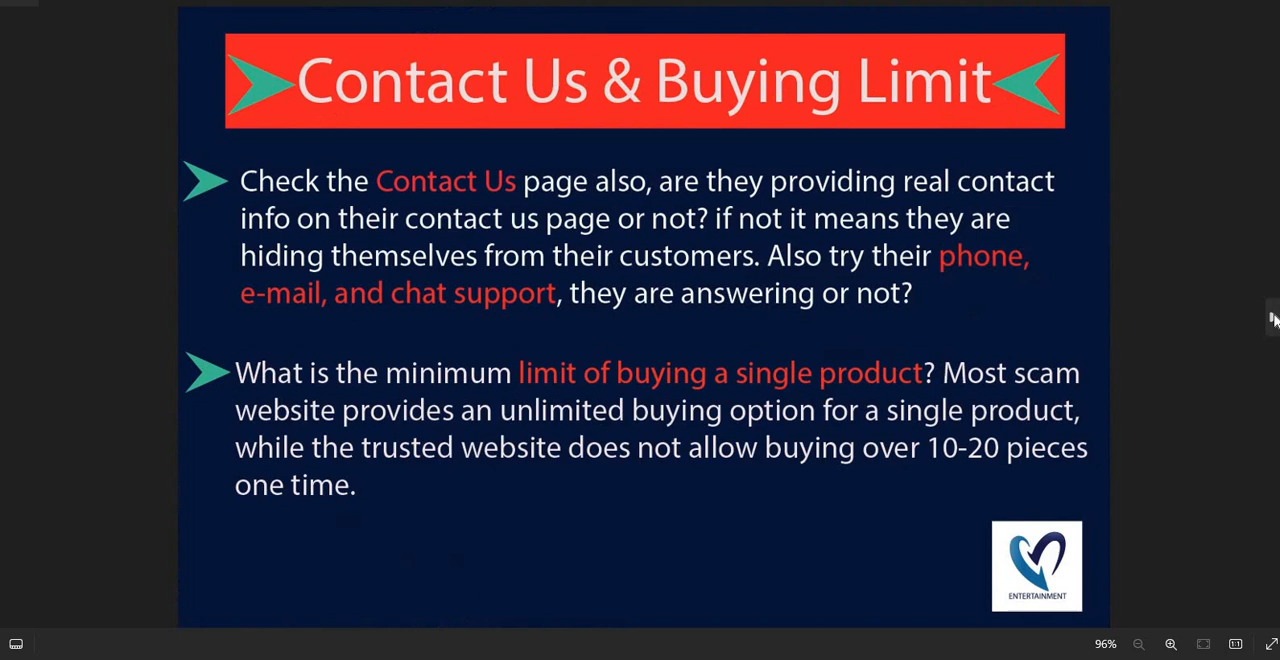 Contact Us & Buying Limit
Check the Contact Us page also, are they providing real contact
info on their contact us page or not? if not it means they are
hiding themselves from their customers. Also try their phone,
e-mail, and chat support, they are answering or not?
What is the minimum limit of buying a single product? Most scam
website provides an unlimited buying option for a single product,
while the trusted website does not allow buying over 10-20 pieces
one time.
ENTERTAINMENT
96%
1:1